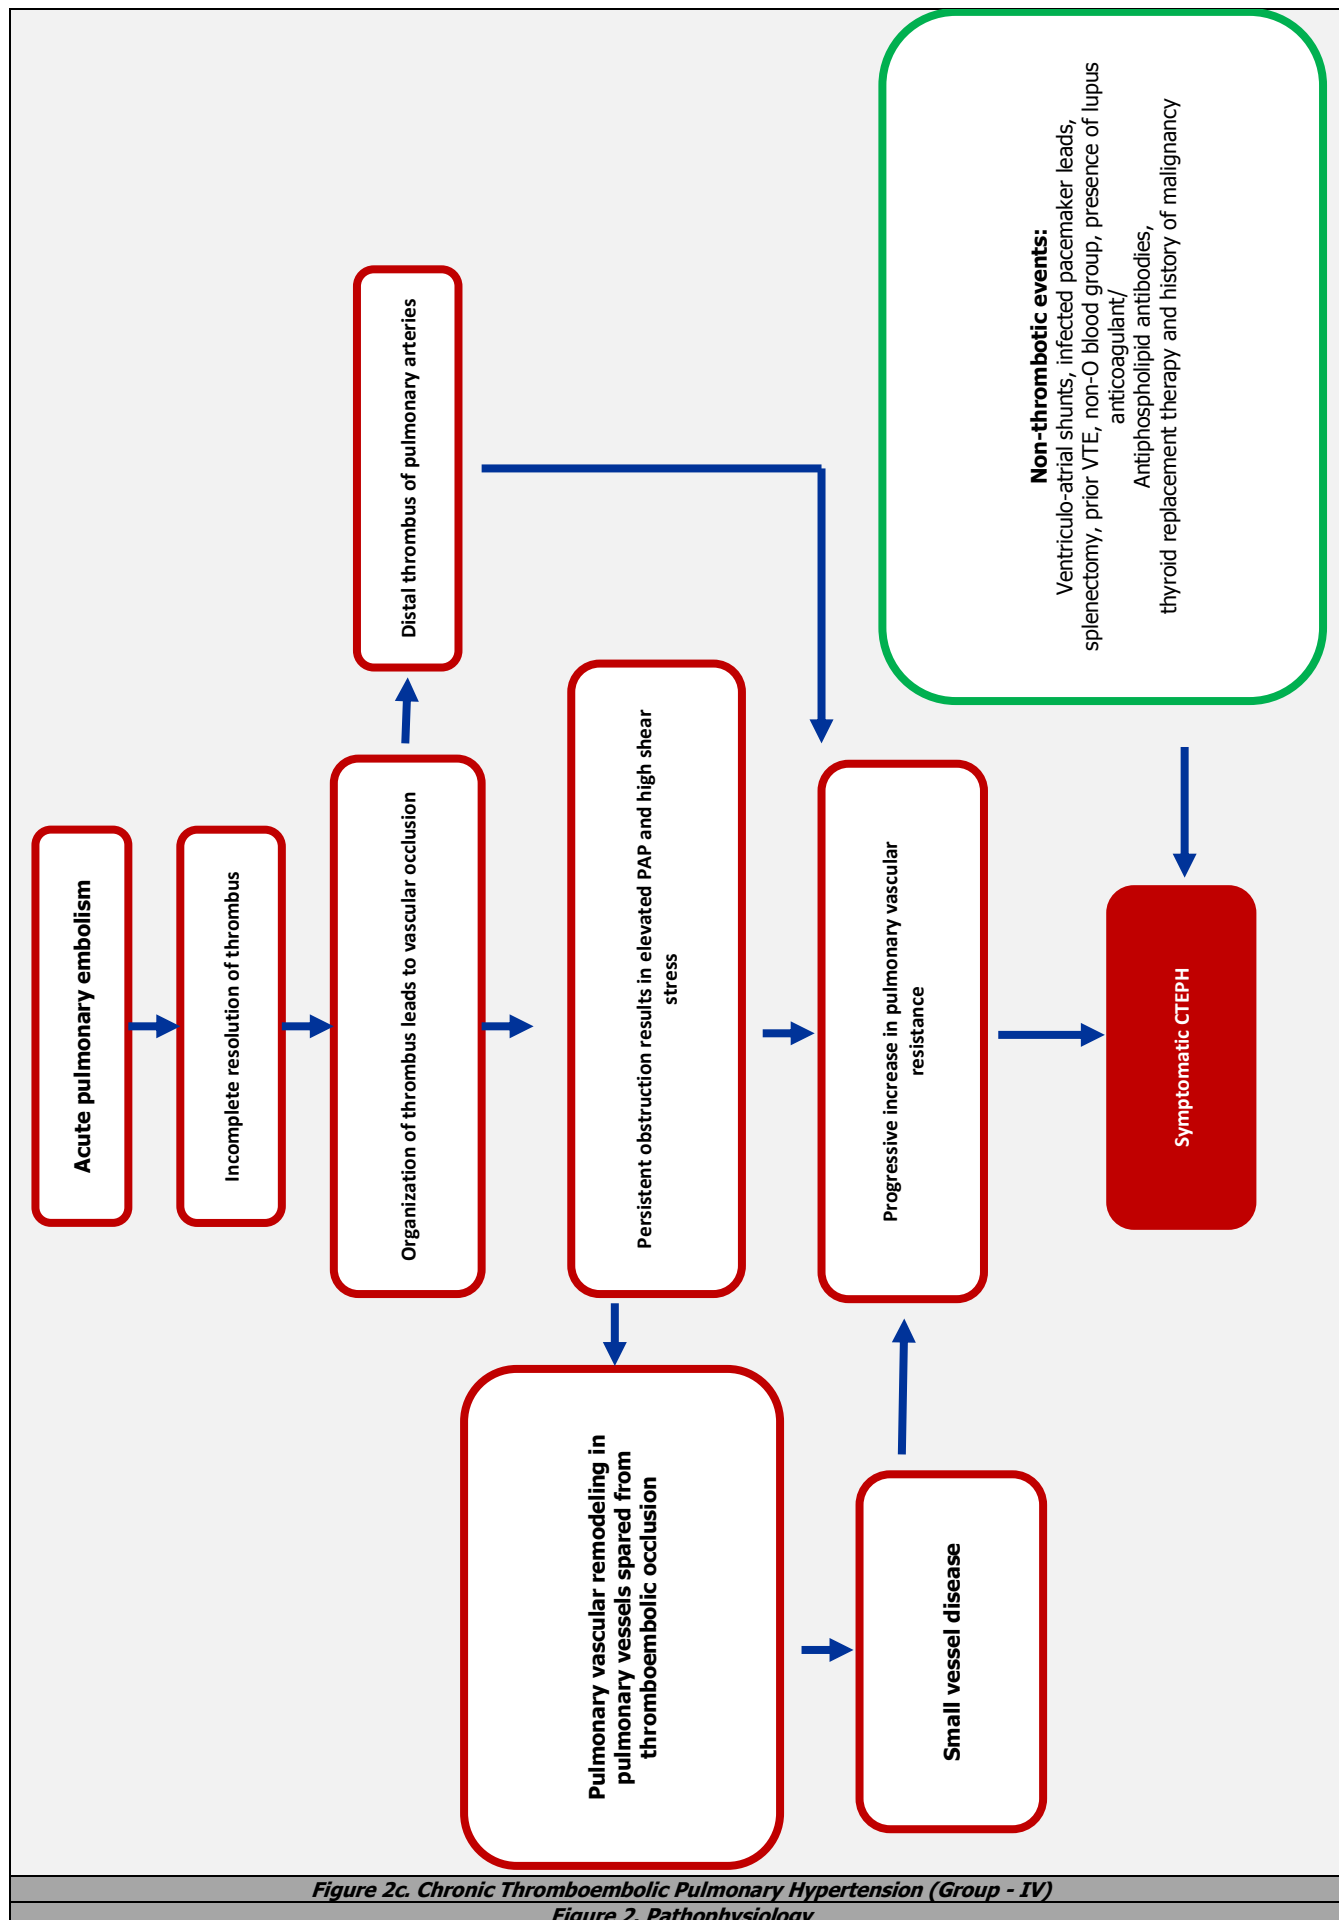 Acute pulmonary embolism
Incomplete resolution of thrombus
Organization of thrombus leads to vascular occlusion
Distal thrombus of pulmonary arteries
Persistent obstruction results in elevated PAP and high shear
stress
Pulmonary vascular remodeling in
pulmonary vessels spared from
thromboembolic occlusion
Small vessel disease
Progressive increase in pulmonary vascular
resistance
Non-thrombotic events:
Ventriculo-atrial shunts, infected pacemaker leads,
splenectomy, prior VTE, non-O blood group, presence of lupus
anticoagulant/
Antiphospholipid antibodies,
thyroid replacement therapy and history of malignancy
Symptomatic CTEPH
Figure 2c. Chronic Thromboembolic Pulmonary Hypertension (Group - IV)
Figure 2. Pathophysiology